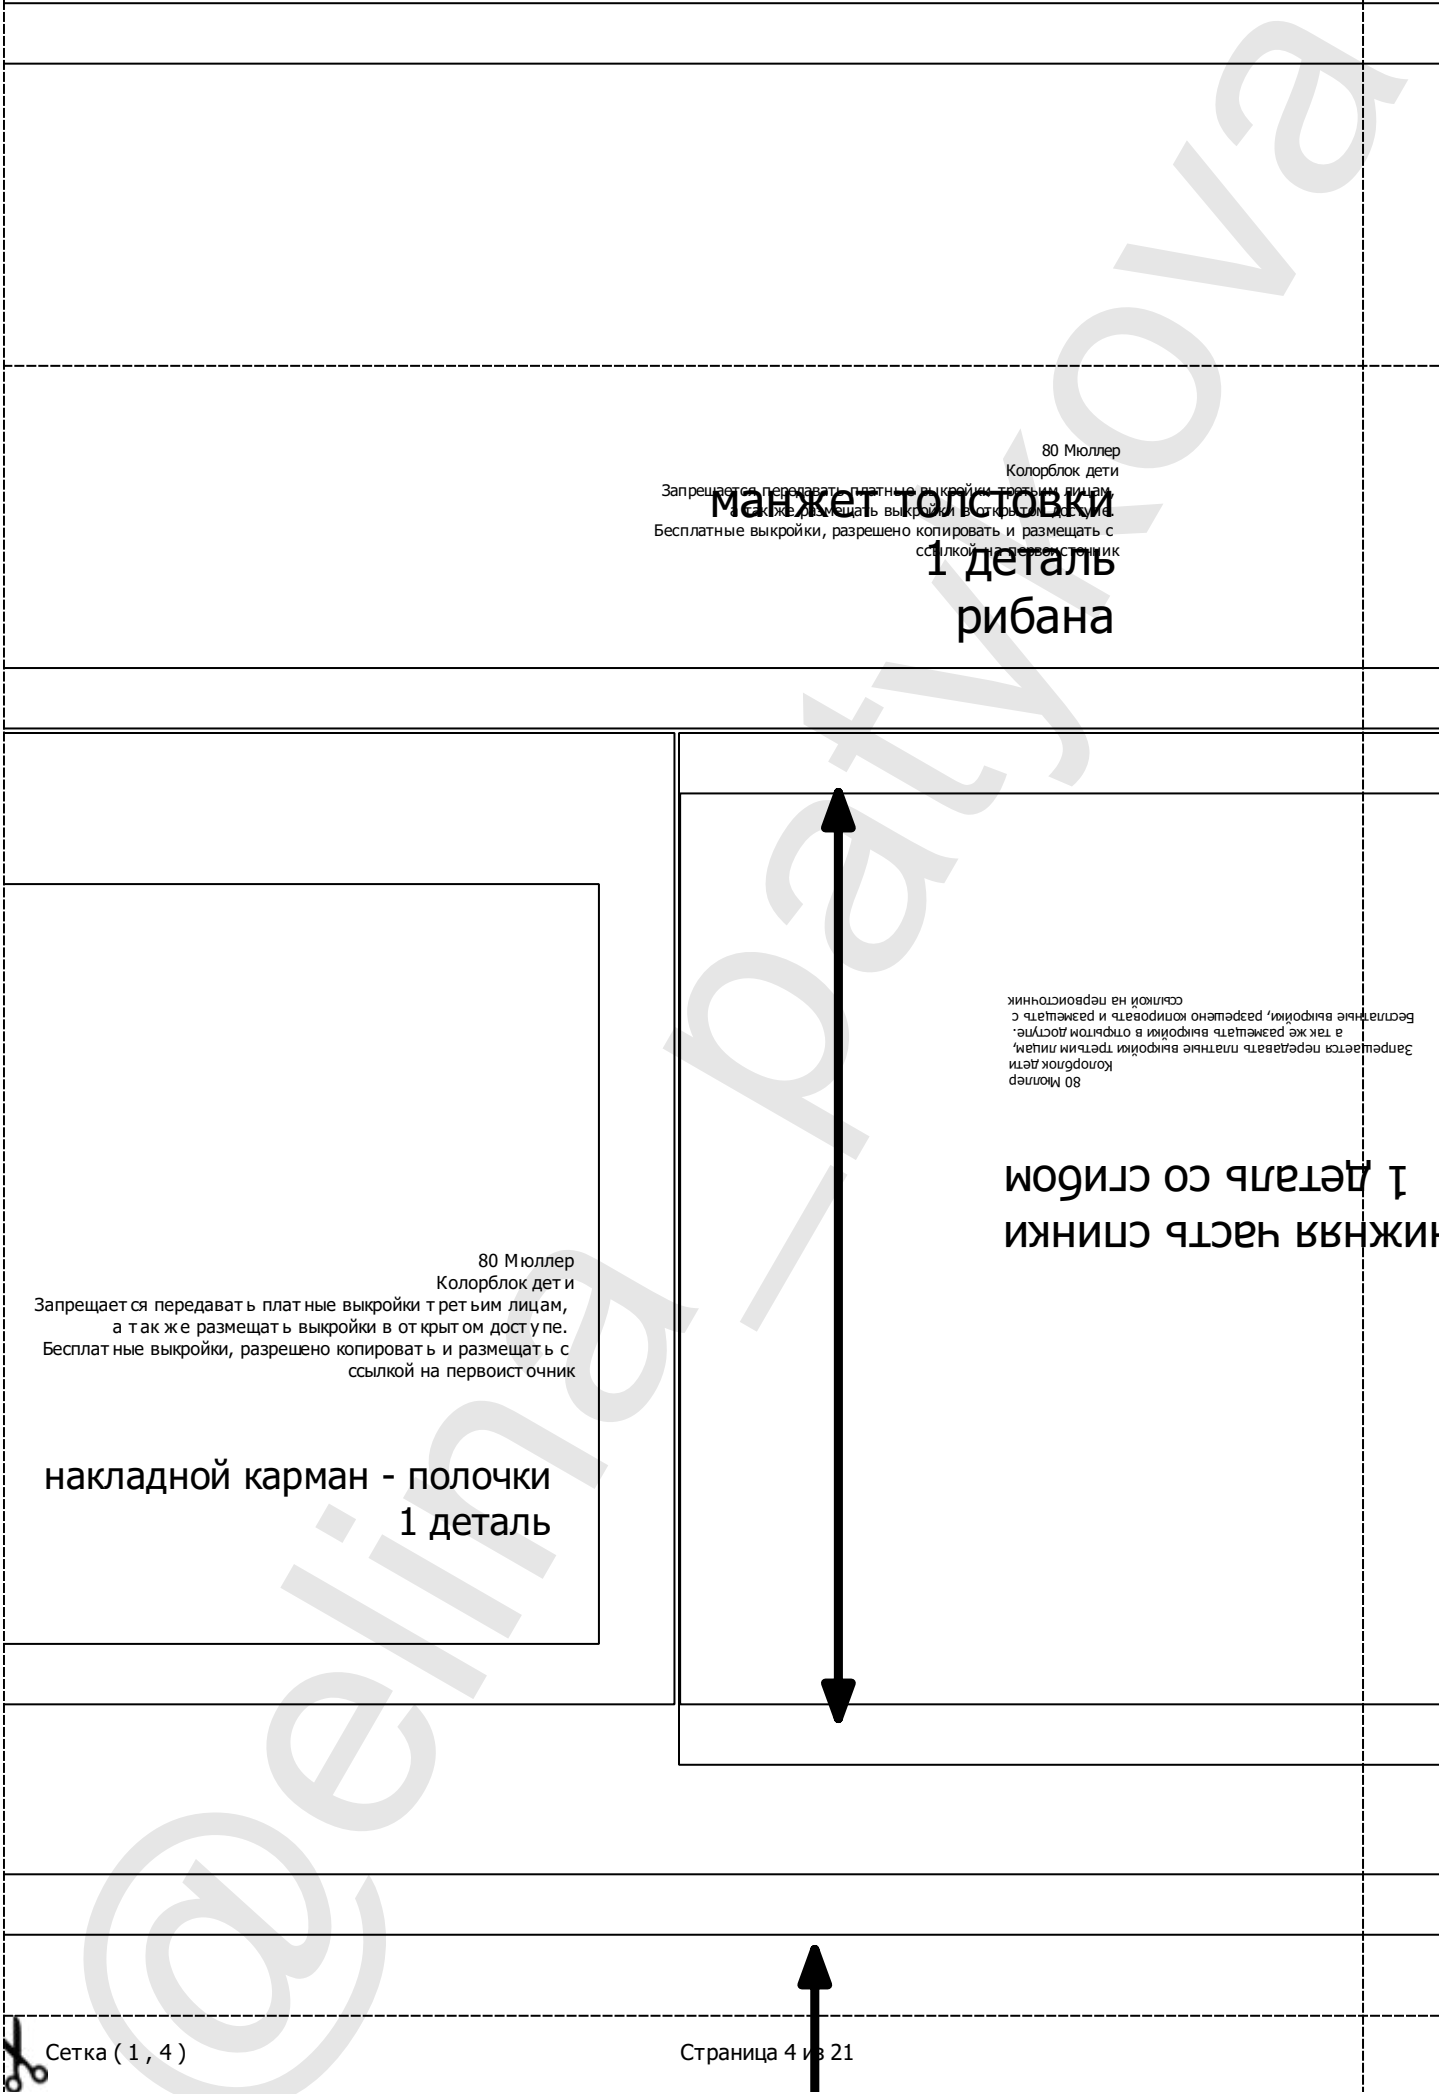 80 Мюллер
Колорблок дети
Запрещается передавать платные выкройки третьим лицам,
а так же размещать выкройки в открытом доступе.
Бесплатные выкройки, разрешено копировать и размещать с
ссылкой на первоисточник
манжет толстовки
1 деталь
рибана
80 Мюллер
Колорблок дети
Запрещается передавать платные выкройки третьим лицам,
а так же размещать выкройки в открытом доступе.
Бесплатные выкройки, разрешено копировать и размещать с
ссылкой на первоисточник
накладной карман - полочки
1 деталь
ижняя часть спинки
1 деталь со сгибом
80 Мюллер
Колорблок дети
Запрещается передавать платные выкройки третьим лицам,
а так же размещать выкройки в открытом доступе.
Бесплатные выкройки, разрешено копировать и размещать с
ссылкой на первоисточник
@elina_patykova
Сетка ( 1 , 4 )
Страница 4 из 21